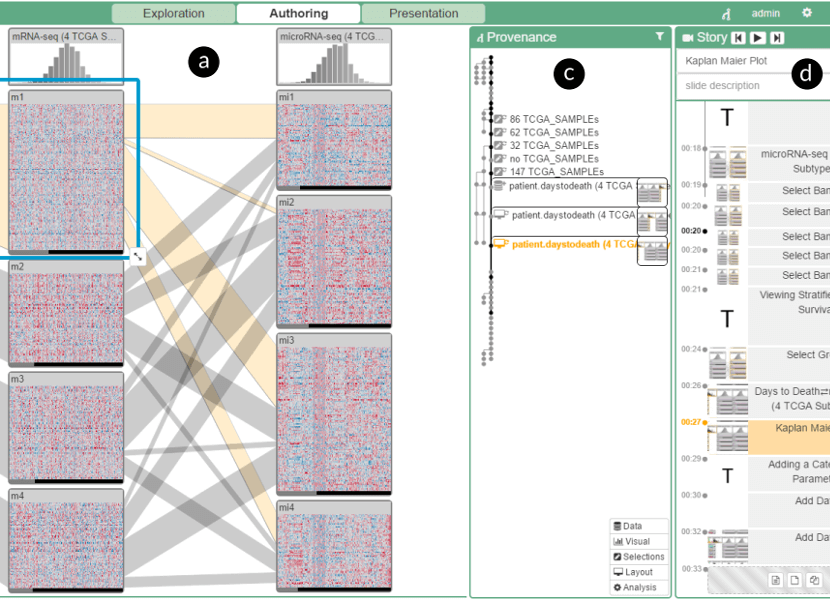 Exploration
Authoring
Presentation
admin
mRNA-seq (4 TCGA S...
a
microRNA-seq (4 TCG...
m1
m2
m3
m4
mi1
mi2
mi3
mi4
Provenance
c
86 TCGA_SAMPLEs
62 TCGA_SAMPLEs
32 TCGA_SAMPLEs
no TCGA_SAMPLEs
147 TCGA_SAMPLEs
patient.daystodeath (4 TCGA
patient.daystodeath (4 TCGA
patient.daystodeath (4 TCGA
Data
Visual
Selections
Layout
Analysis
Story
Kaplan Maier Plot
d
slide description
T
00:18
microRNA-seq
Subtype
00:19
Select Ban
00:20
Select Ban
00:20
Select Ban
00:20
Select Ban
00:21
Select Ban
00:21
Viewing Stratifie
Surviva
T
00:24
Select Gr
00:26
Days to Death⇄m
(4 TCGA Sub
00:27
Kaplan Maie
00:29
Adding a Cate
Paramet
T
00:30
Add Da
00:32
Add Da
00:33